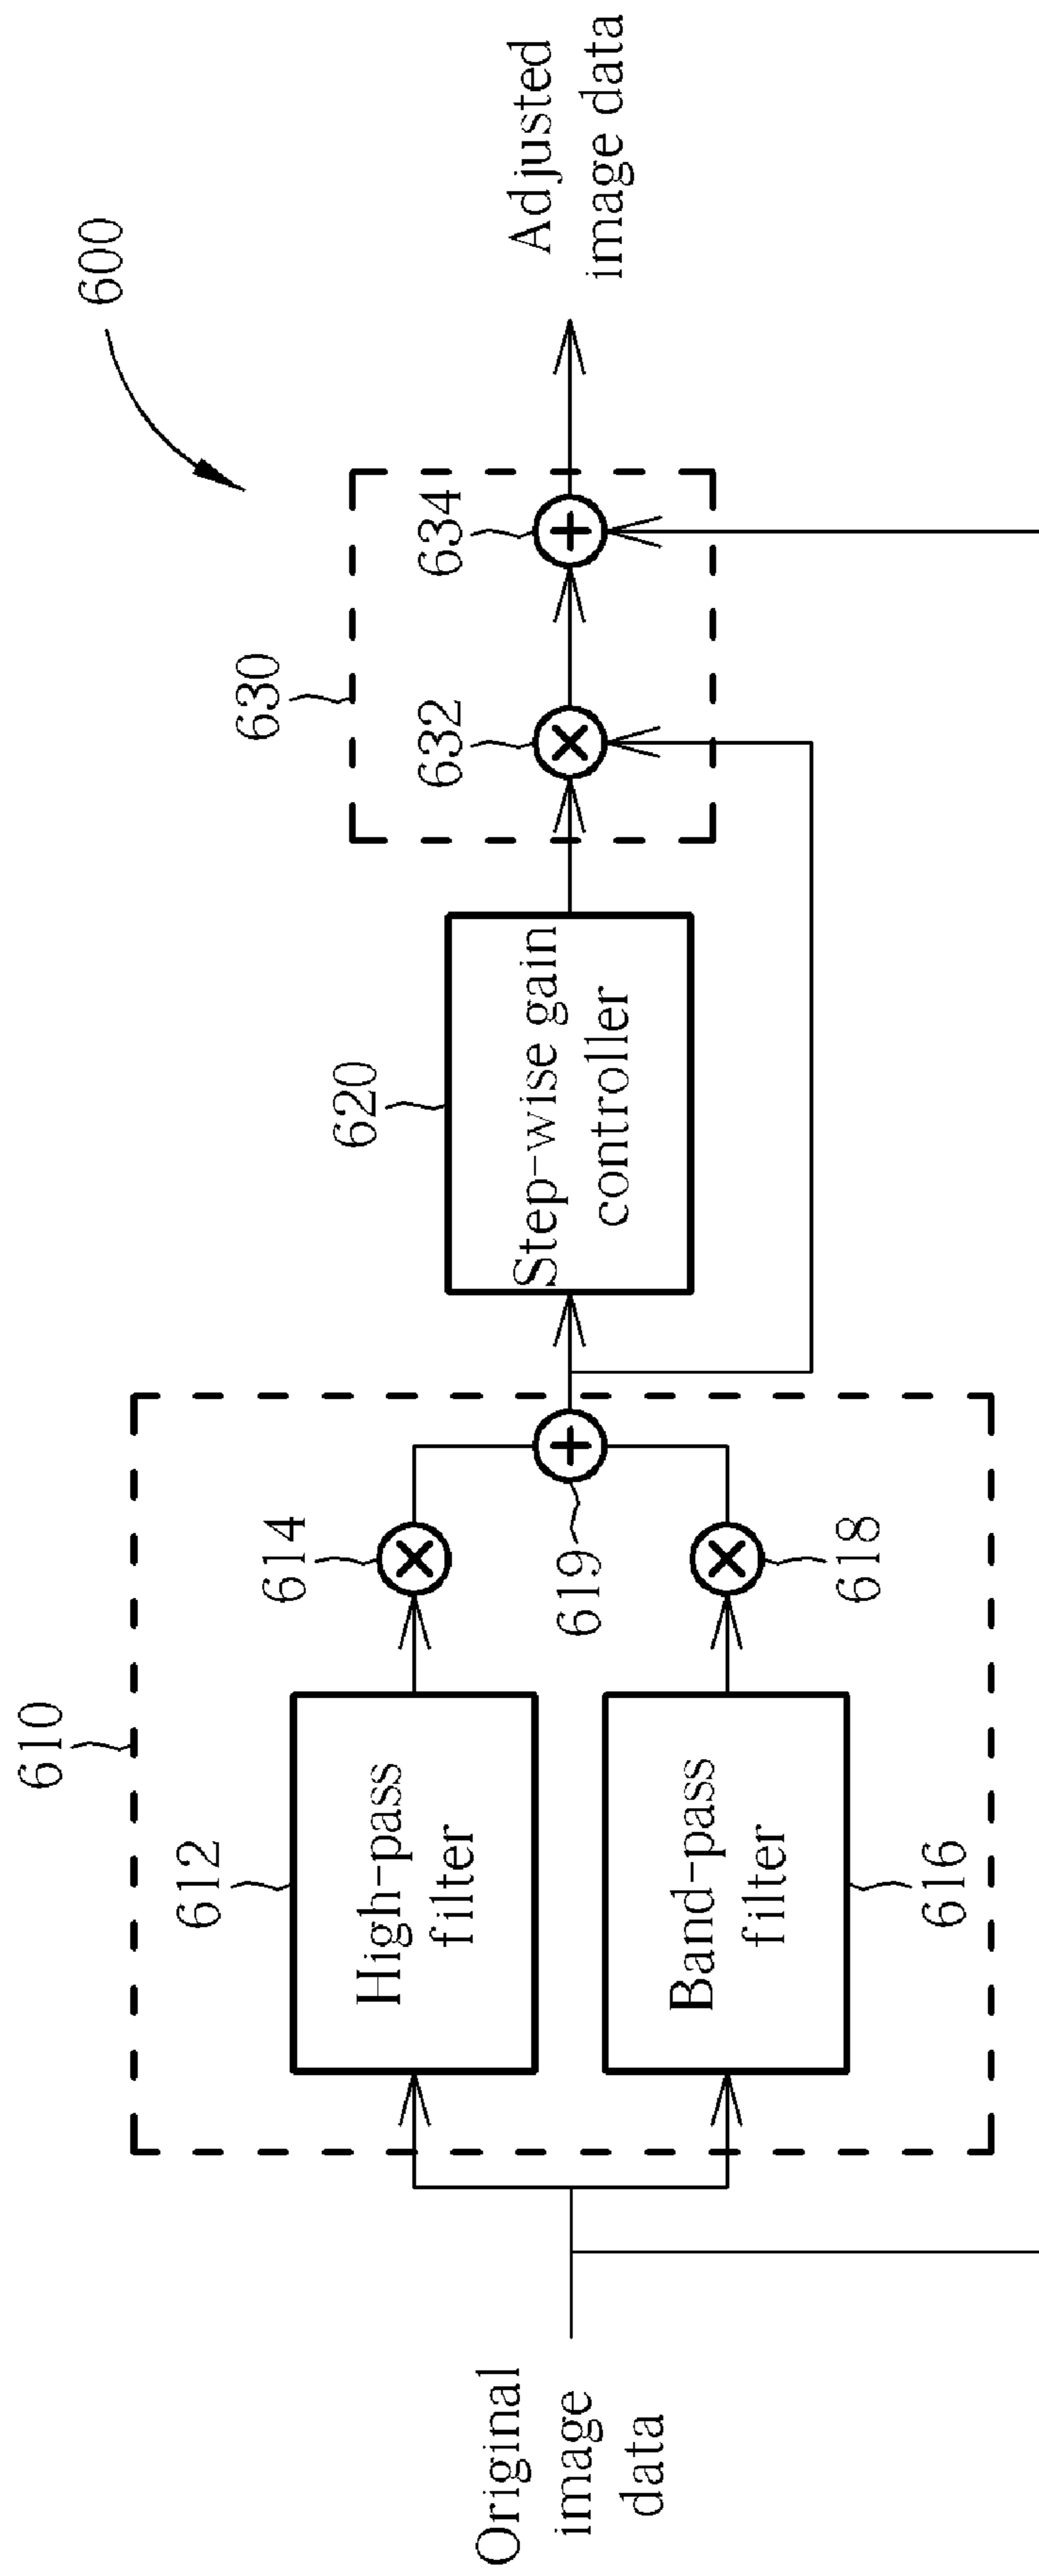 600
610
612
High-pass
filter
614
619
Band-pass
filter
616
618
620
Step-wise gain
controller
630
632
634
Original
image
data
Adjusted
image data